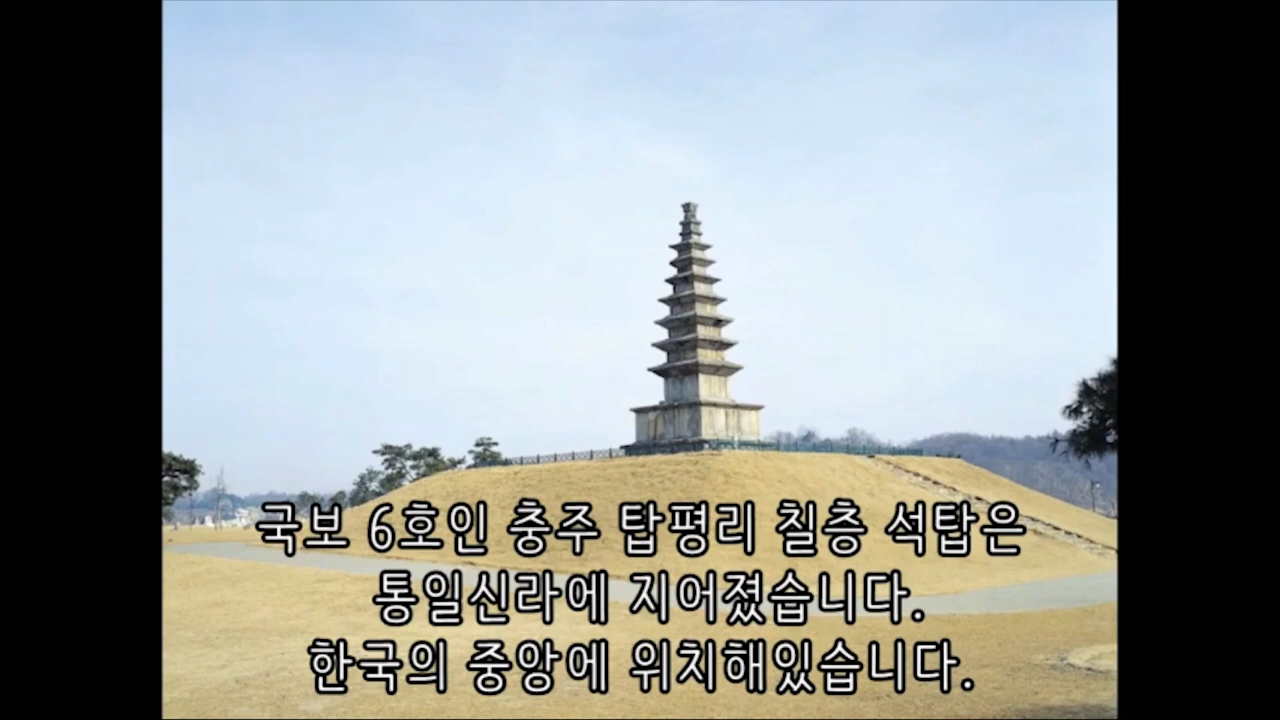 국보 6호인 충주 탑평리 칠층 석탑은
통일신라에 지어졌습니다.
한국의 중앙에 위치해있습니다.